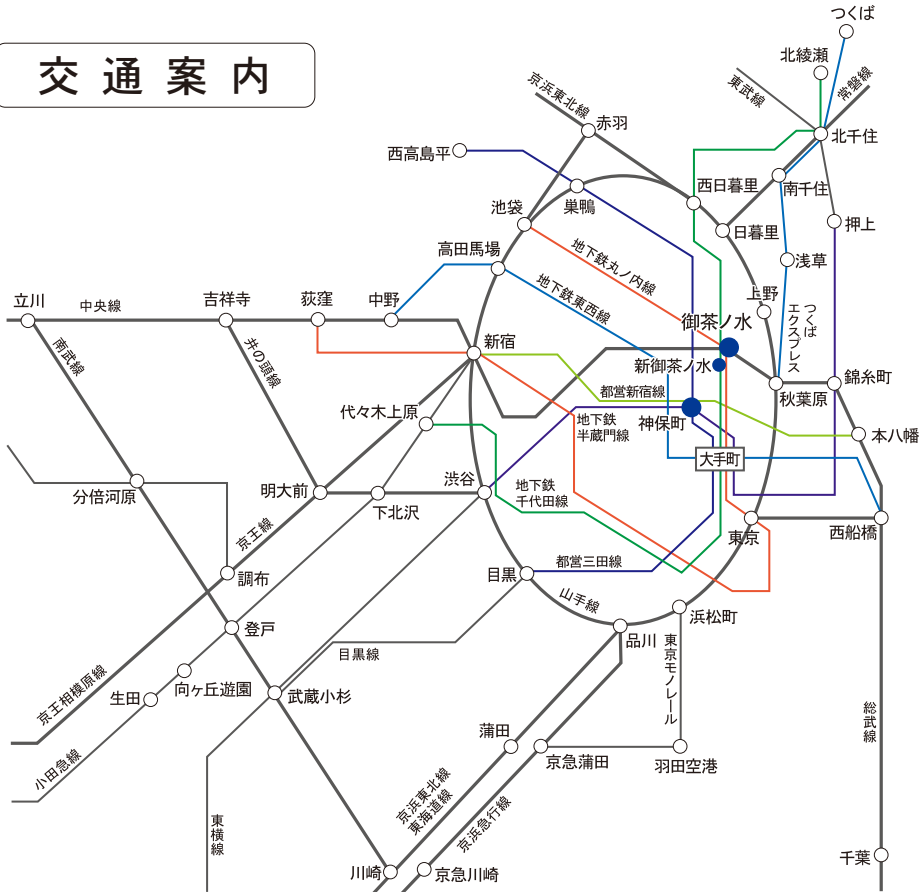 交通案内
つくば
北綾瀬
東武線
常磐線
京浜東北線
赤羽
北千住
西高島平
巣鴨
西日暮里
南千住
池袋
日暮里
押上
高田馬場
地下鉄丸ノ内線
浅草
地下鉄東西線
上野
つくば
エクスプレス
立川
中央線
吉祥寺
荻窪
中野
御茶ノ水
新宿
新御茶ノ水
南武線
井の頭線
都営新宿線
秋葉原
錦糸町
代々木上原
地下鉄
半蔵門線
神保町
本八幡
大手町
分倍河原
明大前
下北沢
渋谷
地下鉄
千代田線
京王線
東京
西船橋
調布
目黒
都営三田線
山手線
浜松町
登戸
目黒線
品川
東京モノレール
京王相模原線
生田
向ヶ丘遊園
武蔵小杉
小田急線
蒲田
京急蒲田
羽田空港
総武線
東横線
京浜東北線
東海道線
京浜急行線
川崎
京急川崎
千葉